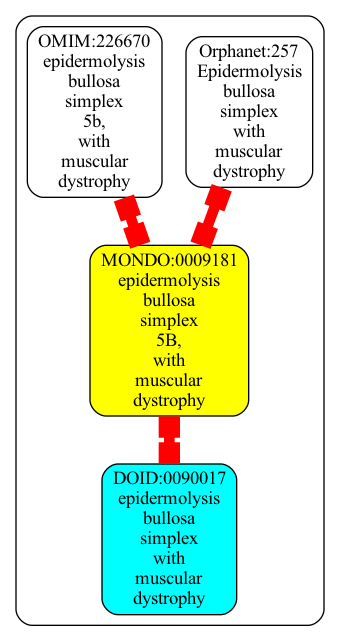 OMIM:226670
epidermolysis
bullosa
simplex
5b,
with
muscular
dystrophy
Orphanet:257
Epidermolysis
bullosa
simplex
with
muscular
dystrophy
MONDO:0009181
epidermolysis
bullosa
simplex
5B,
with
muscular
dystrophy
DOID:0090017
epidermolysis
bullosa
simplex
with
muscular
dystrophy